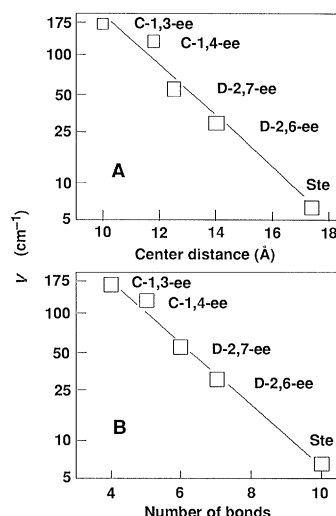 175
C-1,3-ee
C-1,4-ee
100
D-2,7-ee
50
D-2,6-ee
25
A
Ste
10
5
10 12 14 16 18
Center distance (Å)
V (cm⁻¹)
175
C-1,3-ee
C-1,4-ee
100
D-2,7-ee
50
D-2,6-ee
25
B
Ste
10
5
4 6 8 10
Number of bonds